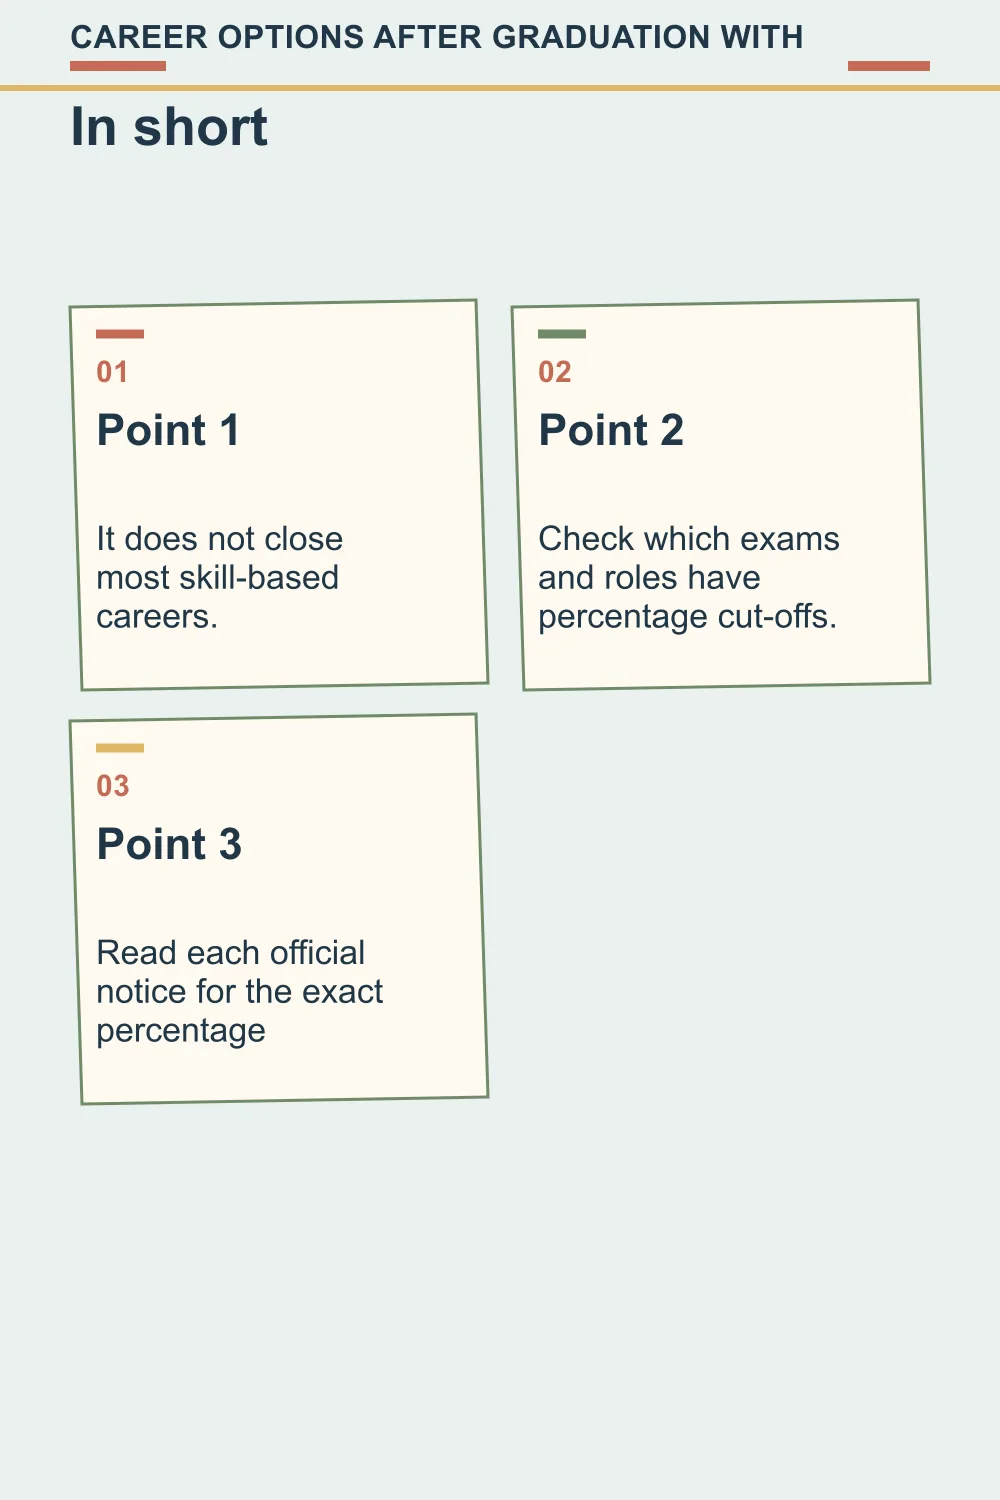 CAREER OPTIONS AFTER GRADUATION WITH
In short
01
Point 1
It does not close
most skill-based
careers.
02
Point 2
Check which exams
and roles have
percentage cut-offs.
03
Point 3
Read each official
notice for the exact
percentage